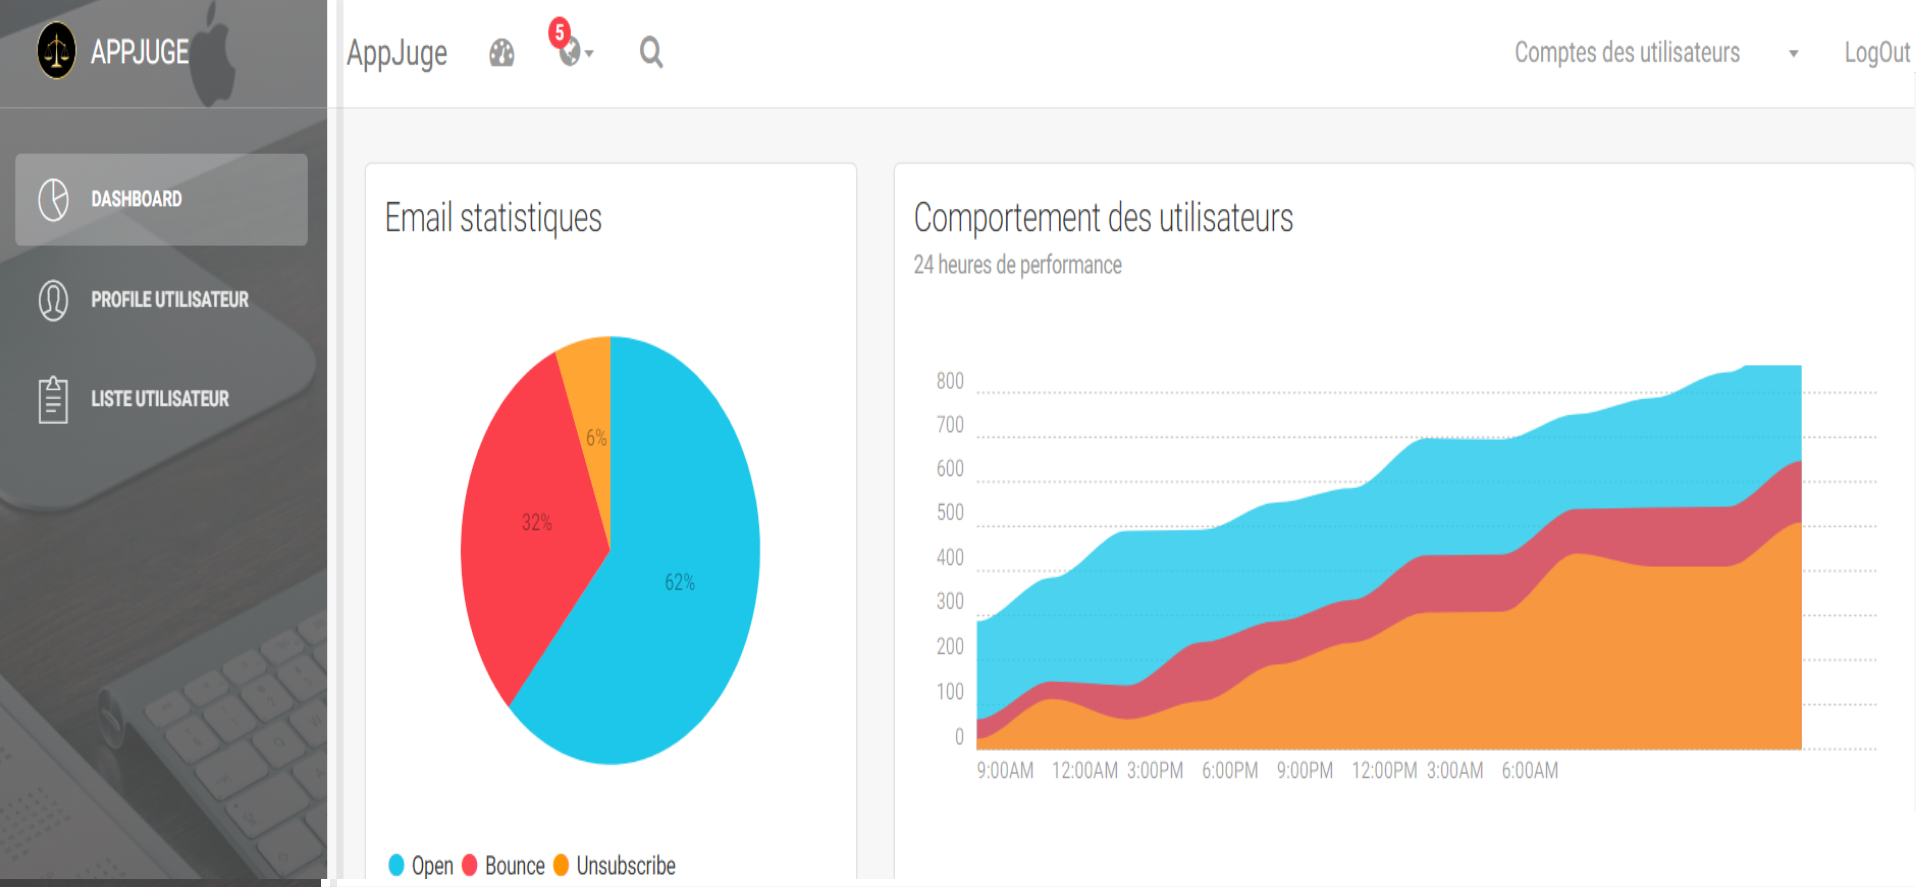 APPJUGE
DASHBOARD
PROFILE UTILISATEUR
LISTE UTILISATEUR
AppJuge
5
Comptes des utilisateurs
LogOut
Email statistiques
6%
32%
62%
Open Bounce Unsubscribe
Comportement des utilisateurs
24 heures de performance
800
700
600
500
400
300
200
100
0
9:00AM 12:00AM 3:00PM 6:00PM 9:00PM 12:00PM 3:00AM 6:00AM